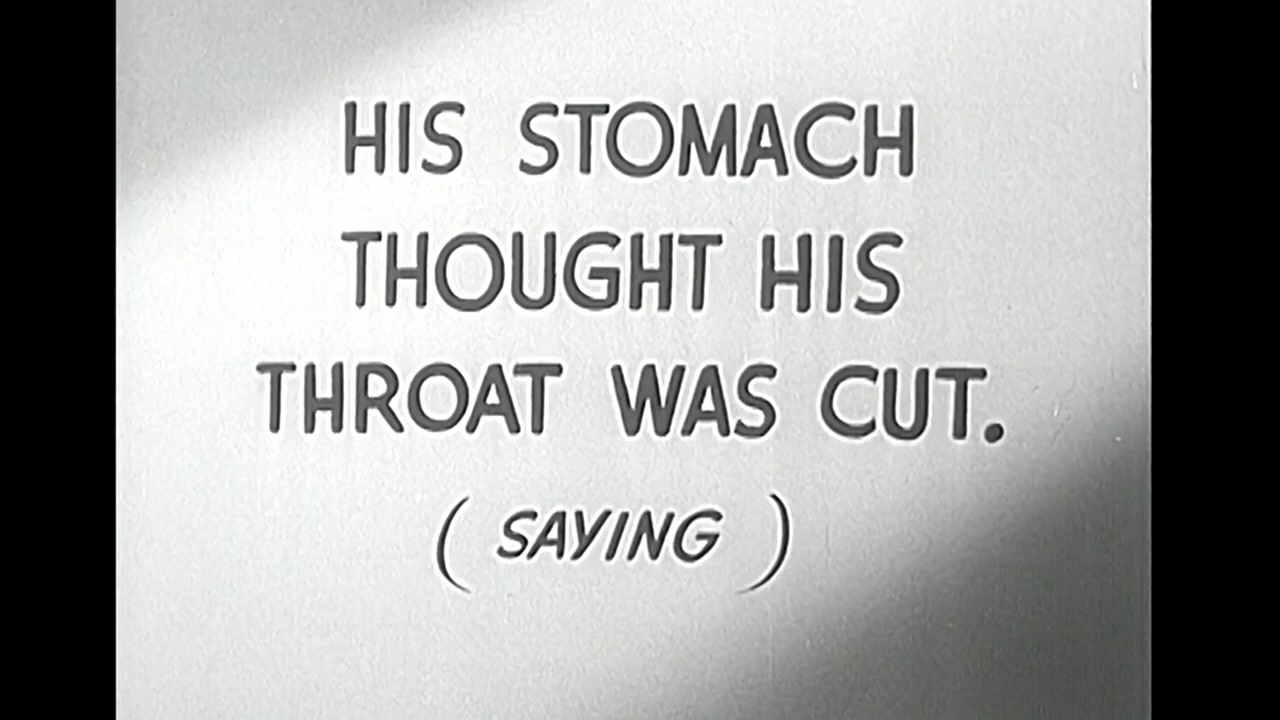 HIS STOMACH
THOUGHT HIS
THROAT WAS CUT.
( SAYING )